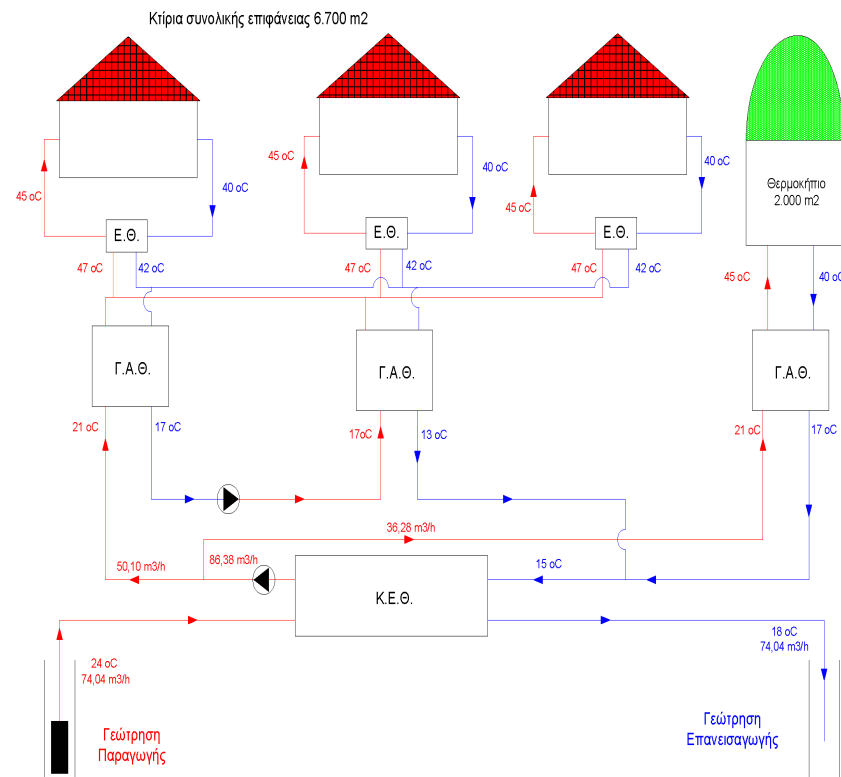 Κτίρια συνολικής επιφάνειας 6.700 m2
45 oC
40 oC
45 oC
40 oC
45 oC
40 oC
Θερμοκήπιο
2.000 m2
Ε.Θ.
Ε.Θ.
Ε.Θ.
47 oC
42 oC
47 oC
42 oC
47 oC
42 oC
45 oC
40 oC
Γ.Α.Θ.
Γ.Α.Θ.
Γ.Α.Θ.
21 oC
17 oC
17oC
13 oC
21 oC
17 oC
36,28 m3/h
50,10 m3/h
86,38 m3/h
15 oC
Κ.Ε.Θ.
24 oC
74,04 m3/h
18 oC
74,04 m3/h
Γεώτρηση
Παραγωγής
Γεώτρηση
Επανεισαγωγής